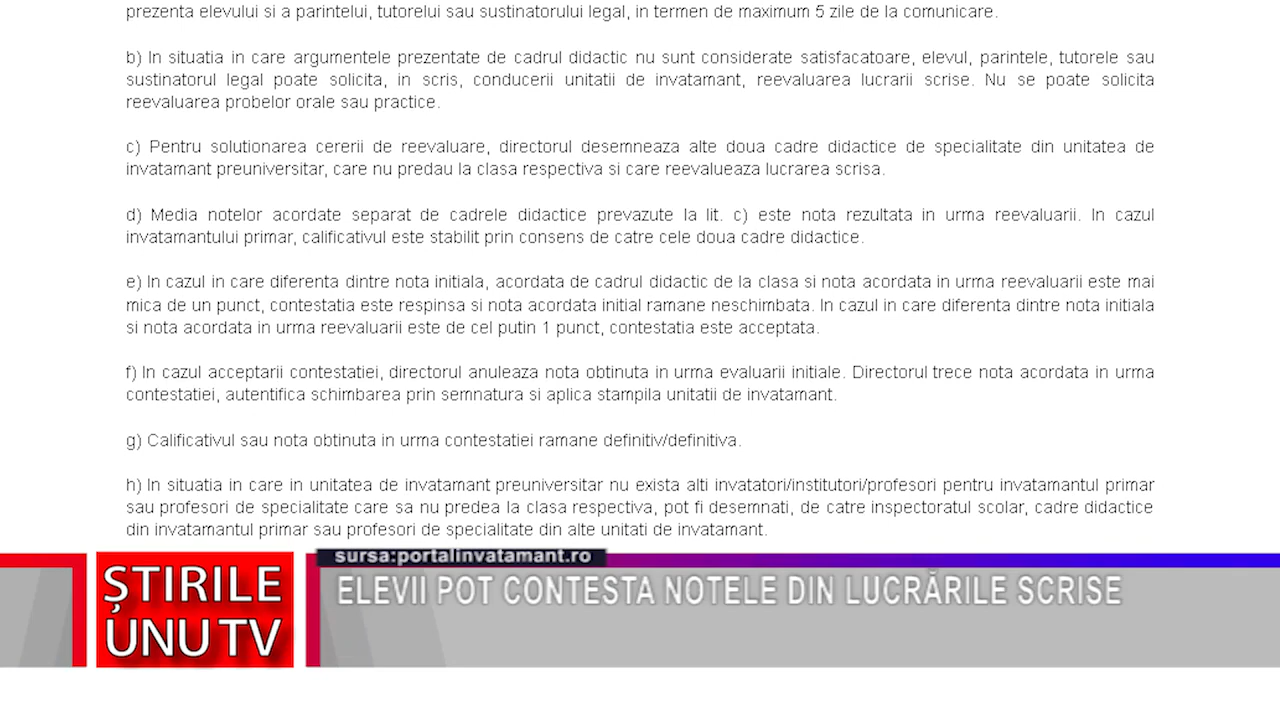 prezenta elevului si a parintelui, tutorelui sau sustinatorului legal, in termen de maximum 5 zile de la comunicare.
b) In situatia in care argumentele prezentate de cadrul didactic nu sunt considerate satisfacatoare, elevul, parintele, tutorele sau
sustinatorul legal poate solicita, in scris, conducerii unitatii de invatamant, reevaluarea lucrarii scrise. Nu se poate solicita
reevaluarea probelor orale sau practice.
c) Pentru solutionarea cererii de reevaluare, directorul desemneaza alte doua cadre didactice de specialitate din unitatea de
invatamant preuniversitar, care nu predau la clasa respectiva si care reevalueaza lucrarea scrisa.
d) Media notelor acordate separat de cadrele didactice prevazute la lit. c) este nota rezultata in urma reevaluarii. In cazul
invatamantului primar, calificativul este stabilit prin consens de catre cele doua cadre didactice.
e) In cazul in care diferenta dintre nota initiala, acordata de cadrul didactic de la clasa si nota acordata in urma reevaluarii este mai
mica de un punct, contestatia este respinsa si nota acordata initial ramane neschimbata. In cazul in care diferenta dintre nota initiala
si nota acordata in urma reevaluarii este de cel putin 1 punct, contestatia este acceptata.
f) In cazul acceptarii contestatiei, directorul anuleaza nota obtinuta in urma evaluarii initiale. Directorul trece nota acordata in urma
contestatiei, autentifica schimbarea prin semnatura si aplica stampila unitatii de invatamant.
g) Calificativul sau nota obtinuta in urma contestatiei ramane definitiv/definitiva.
h) In situatia in care in unitatea de invatamant preuniversitar nu exista alti invatatori/institutori/profesori pentru invatamantul primar
sau profesori de specialitate care sa nu predea la clasa respectiva, pot fi desemnati, de catre inspectoratul scolar, cadre didactice
din invatamantul primar sau profesori de specialitate din alte unitati de invatamant.
sursa:portalinvatamant.ro
ȘTIRILE
UNU TV
ELEVII POT CONTESTA NOTELE DIN LUCRĂRILE SCRISE